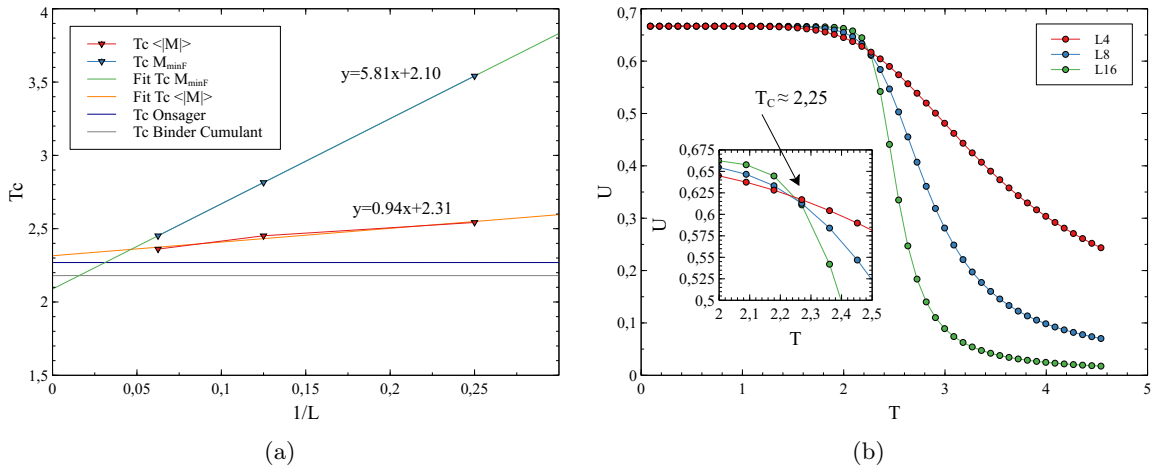 4
3,5
3
2,5
2
1,5
Tc
0
0,05
0,1
0,15
0,2
0,25
1/L
Tc <|M|>
Tc M_minF
Fit Tc M_minF
Fit Tc <|M|>
Tc Onsager
Tc Binder Cumulant
y=5.81x+2.10
y=0.94x+2.31
(a)
0,7
0,6
0,5
0,4
0,3
0,2
0,1
0
U
0
1
2
3
4
5
T
L4
L8
L16
T_C ≈ 2,25
0,675
0,65
0,625
0,6
0,575
0,55
0,525
0,5
U
2
2,1
2,2
2,3
2,4
2,5
T
(b)